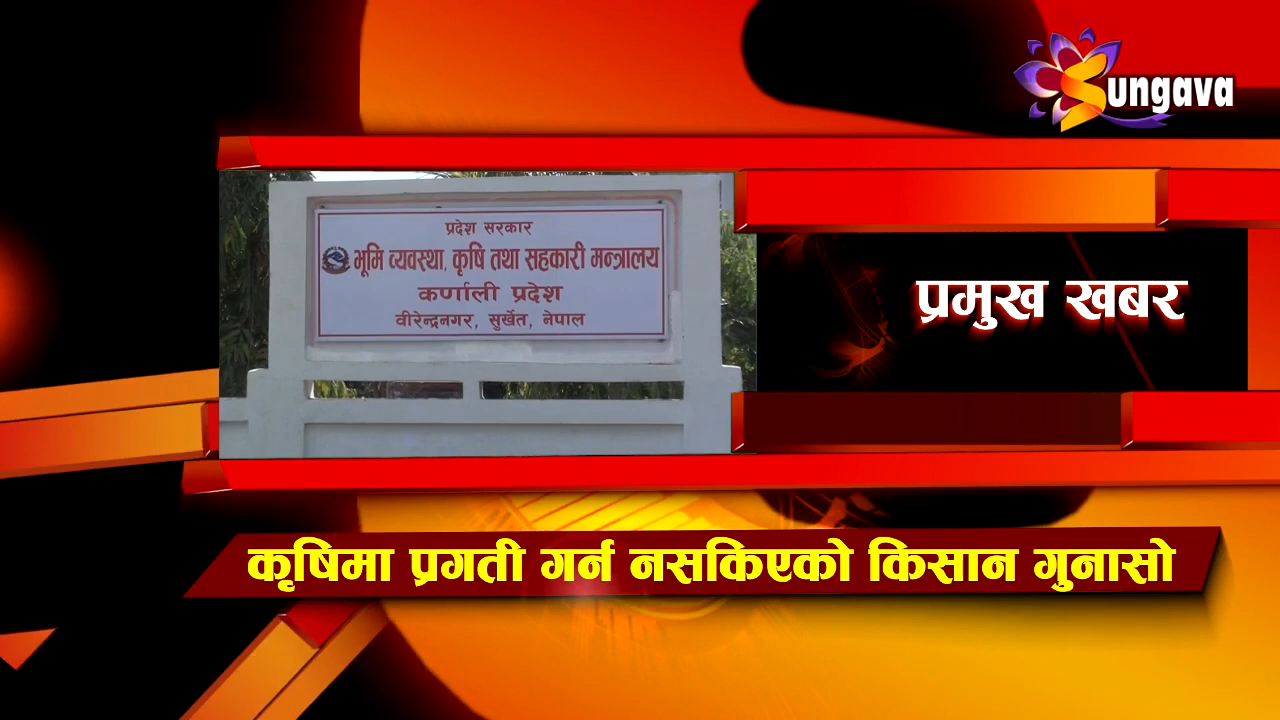 Sungava
प्रदेश सरकार
भूमि व्यवस्था, कृषि तथा सहकारी मन्त्रालय
कर्णाली प्रदेश
वीरेन्द्रनगर, सुर्खेत, नेपाल
प्रमुख खबर
कृषिमा प्रगती गर्न नसकिएको किसान गुनासो